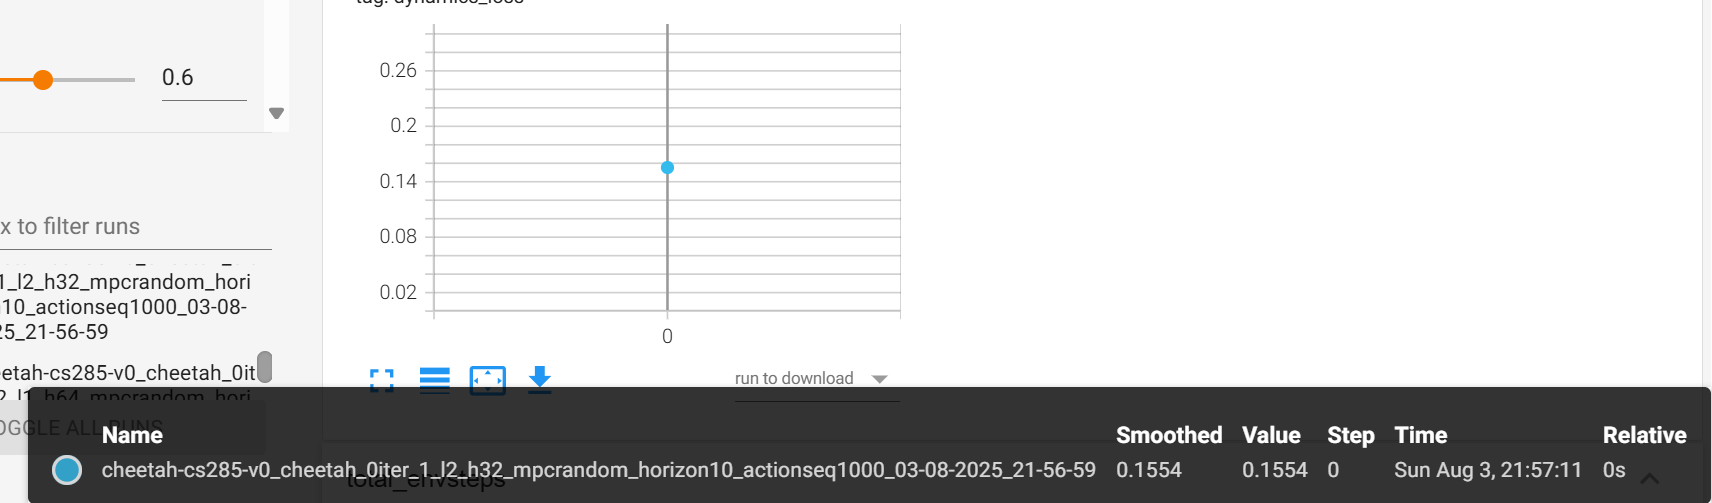 tag: dynamics_loss
0.6
0.26
0.2
0.14
0.08
0.02
0
x to filter runs
1_l2_h32_mpcrandom_hori
10_actionseq1000_03-08-
25_21-56-59
eetah-cs285-v0_cheetah_0it
2_l1_h64_mpcrandom_hori
OGGLE ALL RUNS
run to download
Name Smoothed Value Step Time Relative
cheetah-cs285-v0_cheetah_0iter_1_l2_h32_mpcrandom_horizon10_actionseq1000_03-08-2025_21-56-59 0.1554 0.1554 0 Sun Aug 3, 21:57:11 0s
total_envsteps